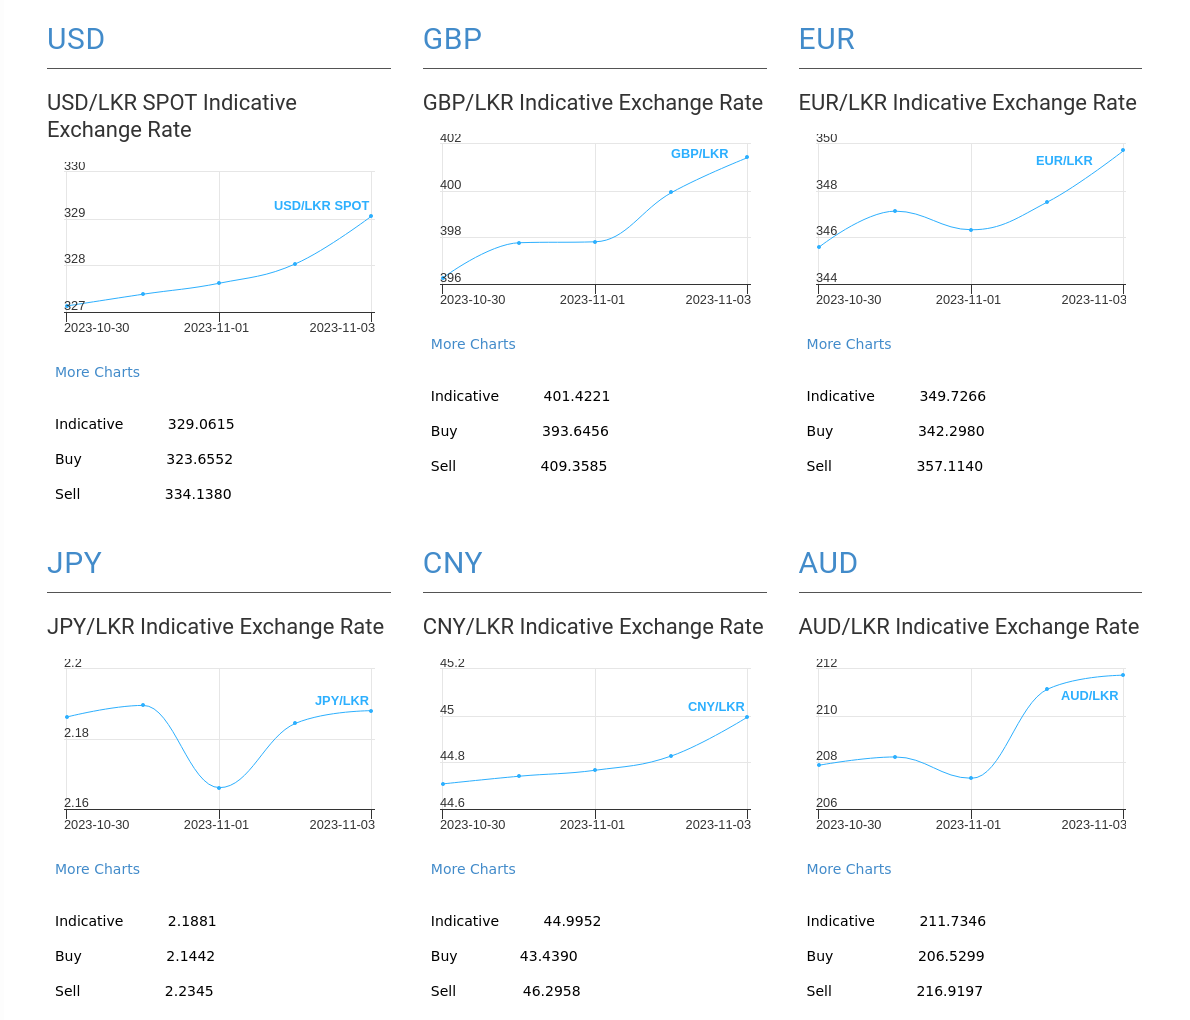 USD
USD/LKR SPOT Indicative
Exchange Rate
330
329
328
327
USD/LKR SPOT
2023-10-30 2023-11-01 2023-11-03
More Charts
Indicative 329.0615
Buy 323.6552
Sell 334.1380
GBP
GBP/LKR Indicative Exchange Rate
402
400
398
396
GBP/LKR
2023-10-30 2023-11-01 2023-11-03
More Charts
Indicative 401.4221
Buy 393.6456
Sell 409.3585
EUR
EUR/LKR Indicative Exchange Rate
350
348
346
344
EUR/LKR
2023-10-30 2023-11-01 2023-11-03
More Charts
Indicative 349.7266
Buy 342.2980
Sell 357.1140
JPY
JPY/LKR Indicative Exchange Rate
2.2
2.18
2.16
JPY/LKR
2023-10-30 2023-11-01 2023-11-03
More Charts
Indicative 2.1881
Buy 2.1442
Sell 2.2345
CNY
CNY/LKR Indicative Exchange Rate
45.2
45
44.8
44.6
CNY/LKR
2023-10-30 2023-11-01 2023-11-03
More Charts
Indicative 44.9952
Buy 43.4390
Sell 46.2958
AUD
AUD/LKR Indicative Exchange Rate
212
210
208
206
AUD/LKR
2023-10-30 2023-11-01 2023-11-03
More Charts
Indicative 211.7346
Buy 206.5299
Sell 216.9197